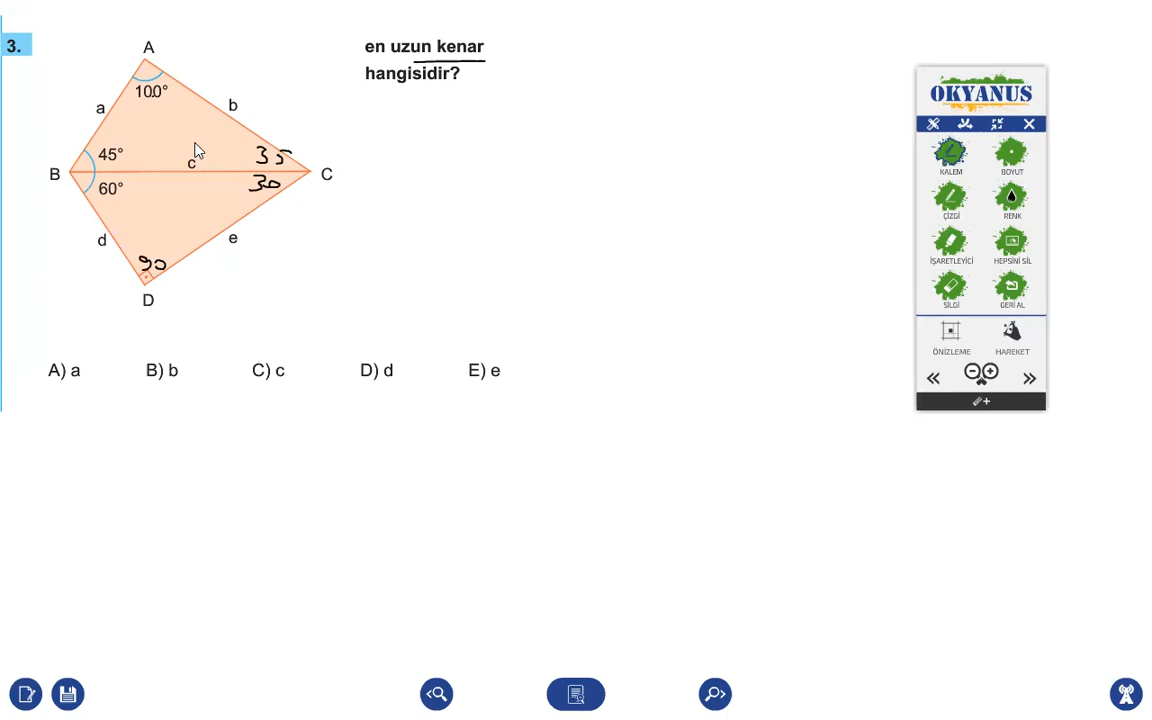 3.
en uzun kenar
hangisidir?
A
100°
a
b
45°
35
c
B
C
60°
30
d
e
90
D
A) a
B) b
C) c
D) d
E) e
OKYANUS
KALEM
BOYUT
ÇİZGİ
RENK
İŞARETLEYİCİ
HEPSİNİ SİL
SİLGİ
GERİ AL
ÖNİZLEME
HAREKET